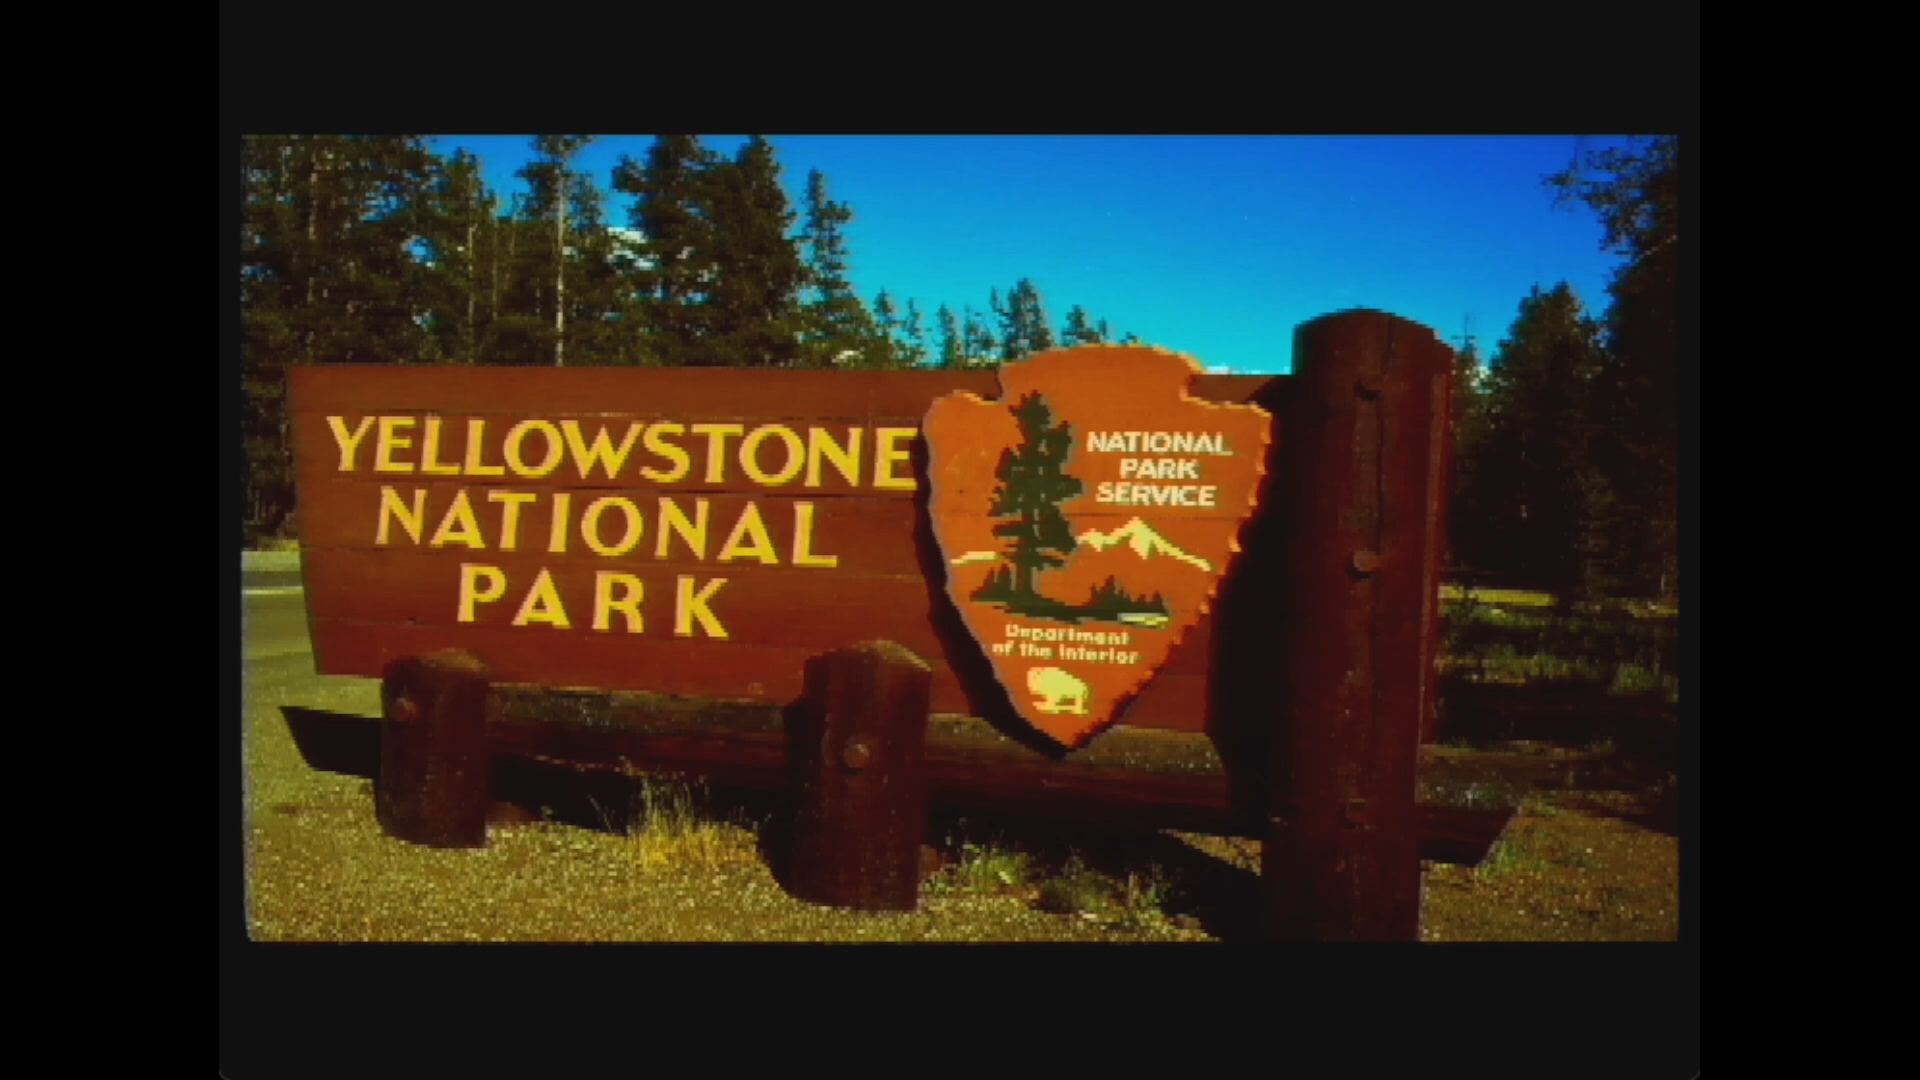 YELLOWSTONE
NATIONAL
PARK
NATIONAL
PARK
SERVICE
Department
of the Interior